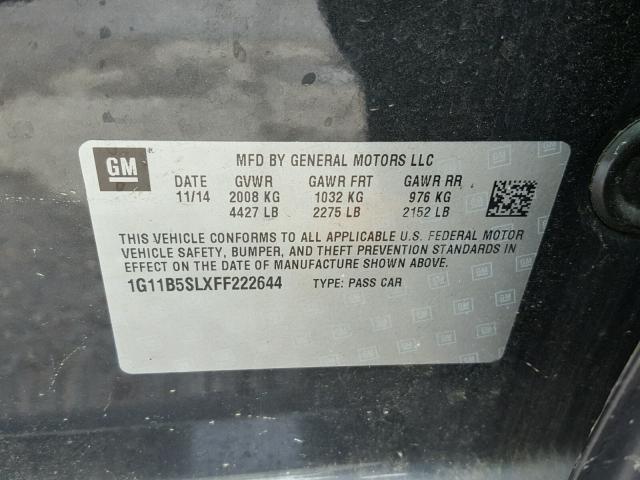 GM
MFD BY GENERAL MOTORS LLC
DATE GVWR GAWR FRT GAWR RR
11/14 2008 KG 1032 KG 976 KG
4427 LB 2275 LB 2152 LB
THIS VEHICLE CONFORMS TO ALL APPLICABLE U.S. FEDERAL MOTOR
VEHICLE SAFETY, BUMPER, AND THEFT PREVENTION STANDARDS IN
EFFECT ON THE DATE OF MANUFACTURE SHOWN ABOVE.
1G11B5SLXFF222644 TYPE: PASS CAR